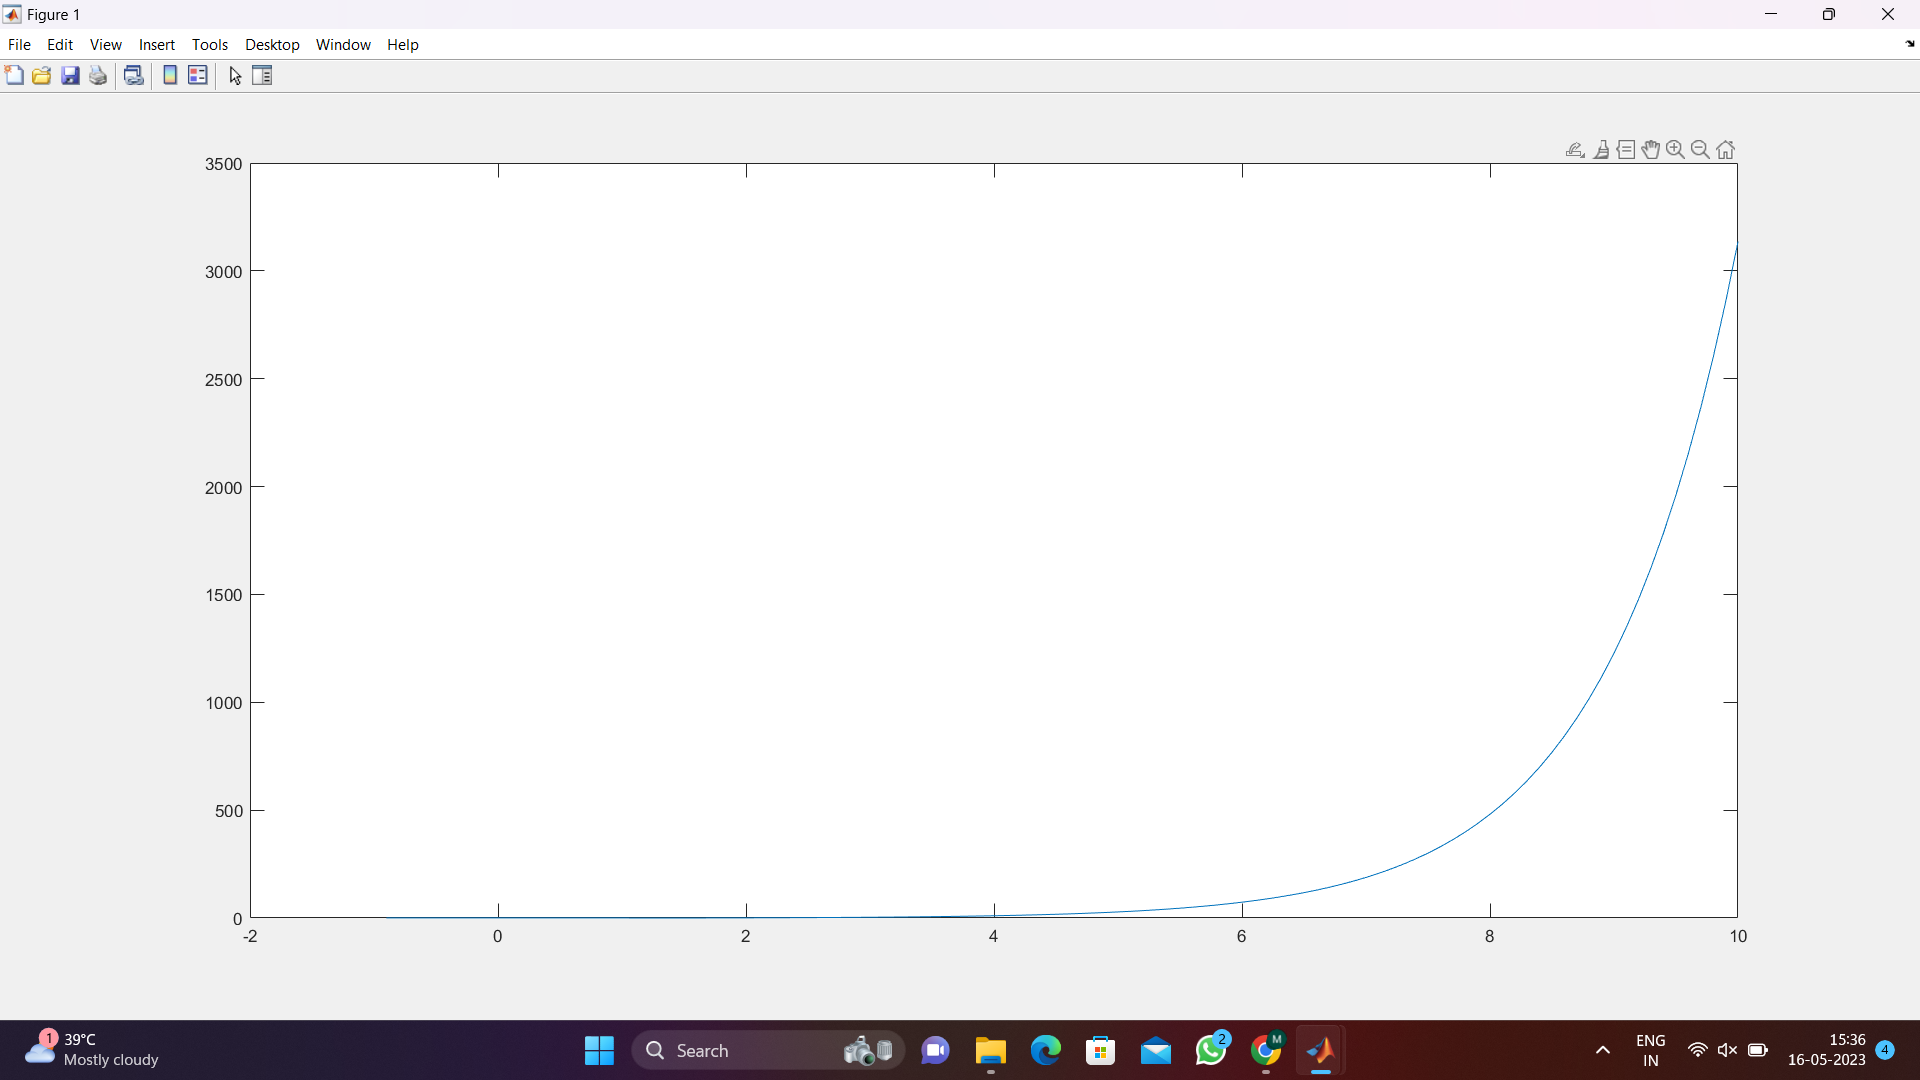 Figure 1
File Edit View Insert Tools Desktop Window Help
3500
3000
2500
2000
1500
1000
500
0
-2 0 2 4 6 8 10
1 39°C
Mostly cloudy
Search
2
M
ENG
IN
15:36
16-05-2023
4